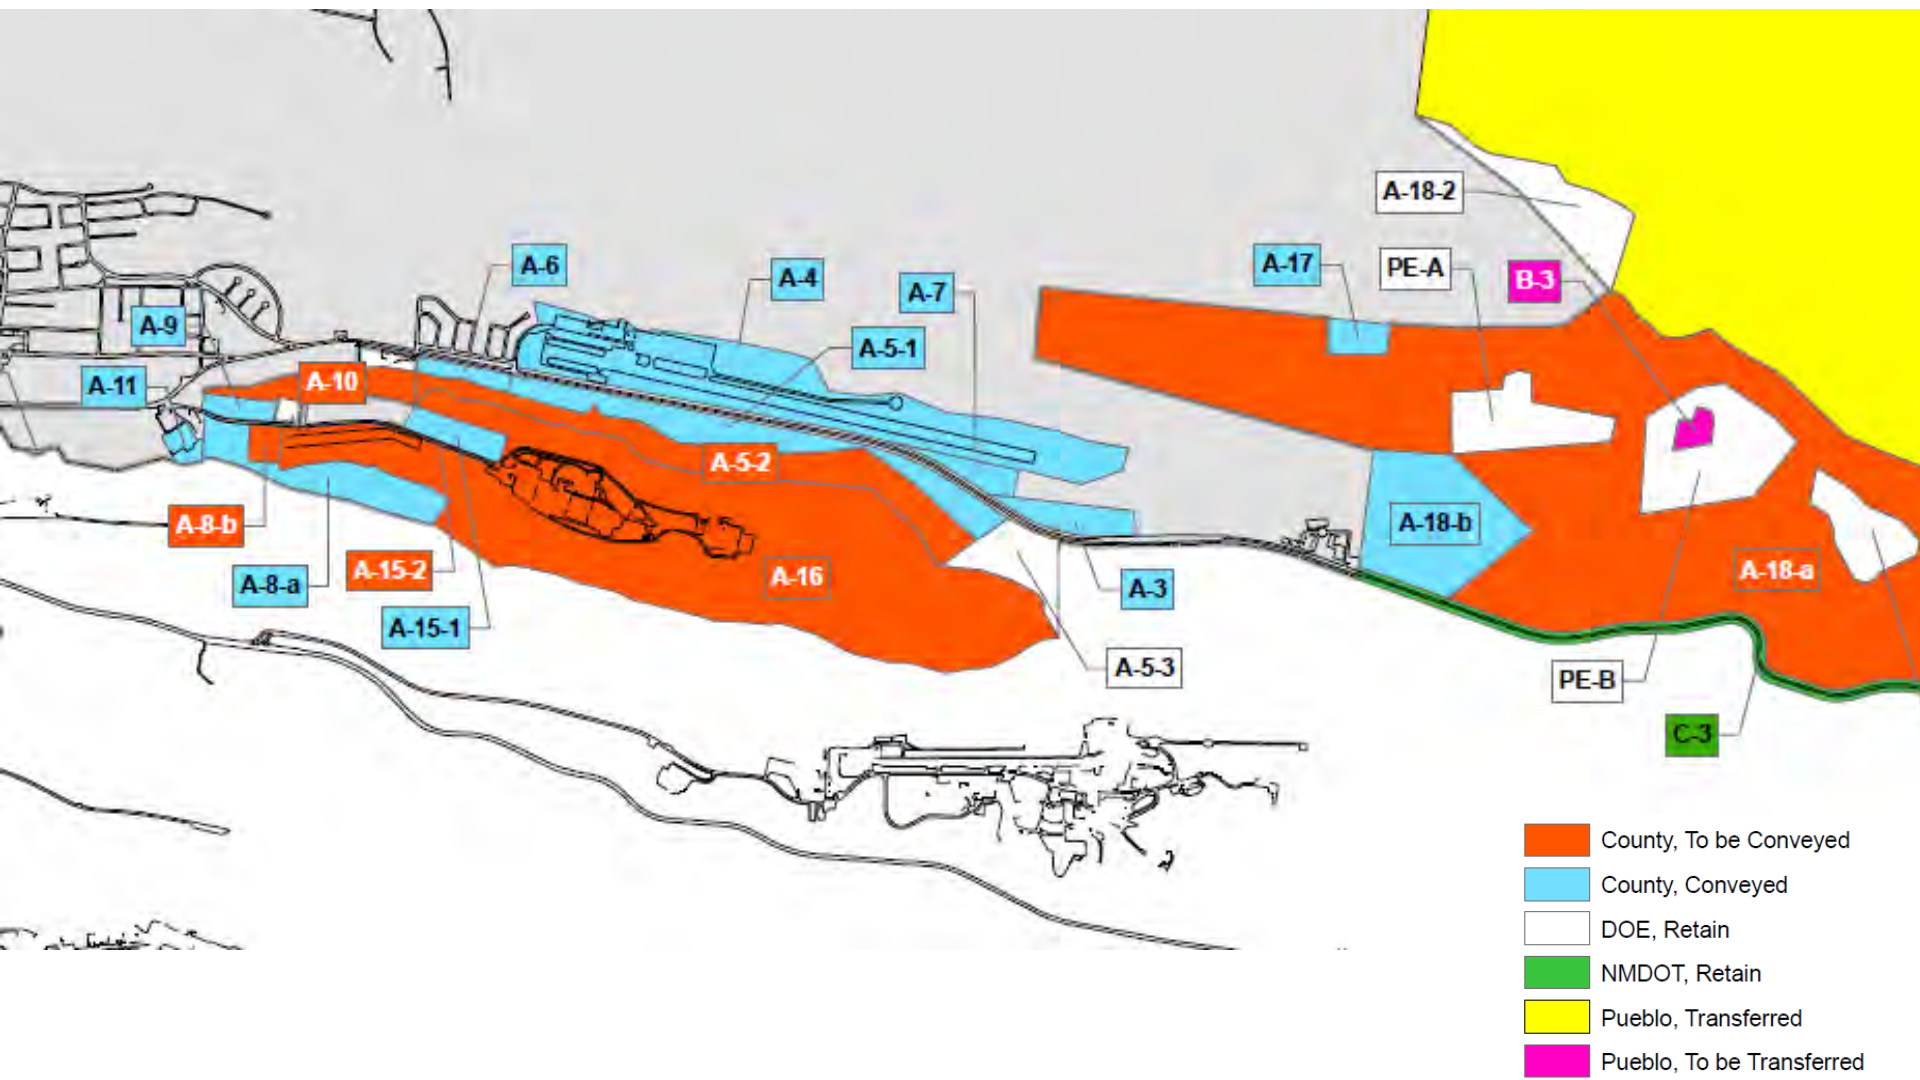 A-18-2
A-6
A-4
A-7
A-17
PE-A
B-3
A-9
A-5-1
A-11
A-10
A-5-2
A-8-b
A-18-b
A-15-2
A-16
A-18-a
A-8-a
A-3
A-15-1
A-5-3
PE-B
C-3
County, To be Conveyed
County, Conveyed
DOE, Retain
NMDOT, Retain
Pueblo, Transferred
Pueblo, To be Transferred